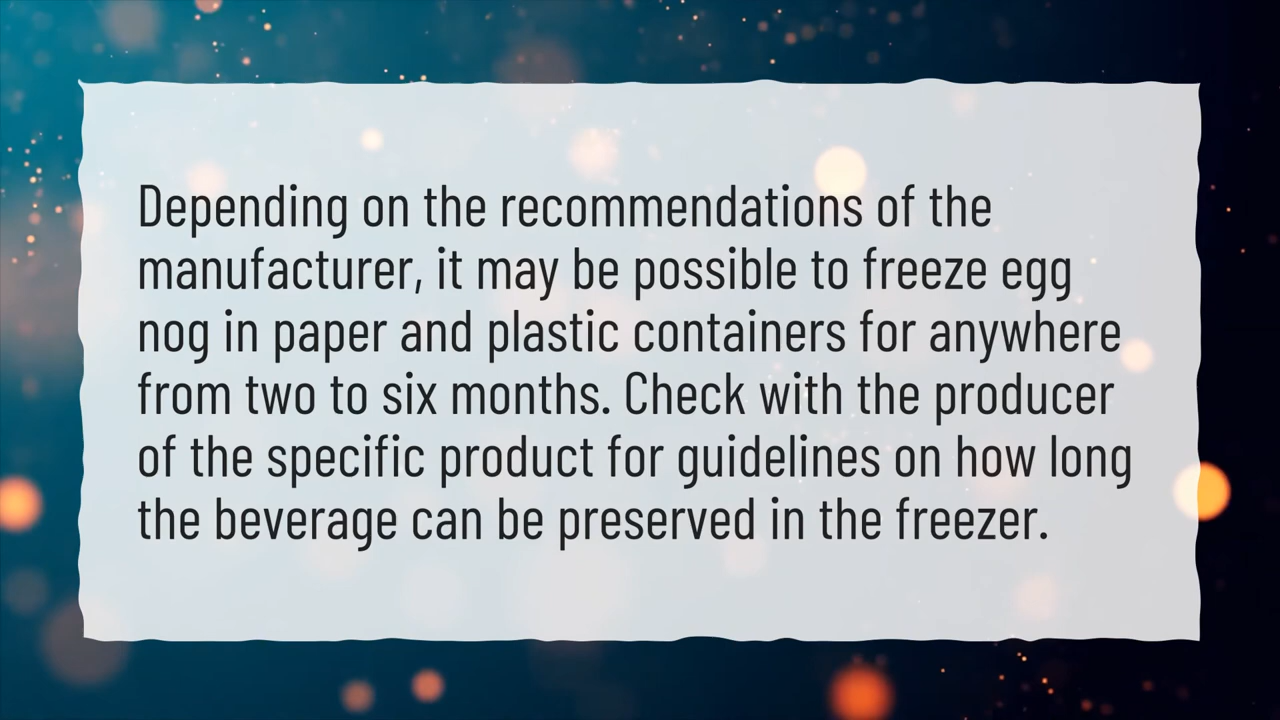 Depending on the recommendations of the
manufacturer, it may be possible to freeze egg
nog in paper and plastic containers for anywhere
from two to six months. Check with the producer
of the specific product for guidelines on how long
the beverage can be preserved in the freezer.